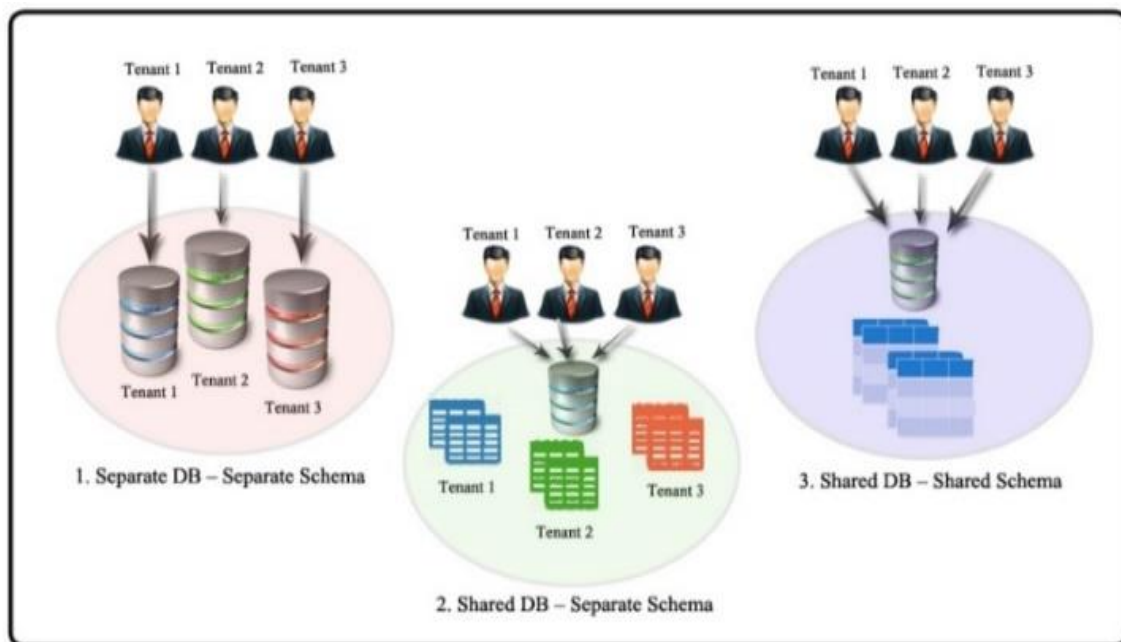 Tenant 1
Tenant 2
Tenant 3
Tenant 1
Tenant 2
Tenant 3
1. Separate DB – Separate Schema
Tenant 1
Tenant 2
Tenant 3
Tenant 1
Tenant 2
Tenant 3
2. Shared DB – Separate Schema
Tenant 1
Tenant 2
Tenant 3
3. Shared DB – Shared Schema